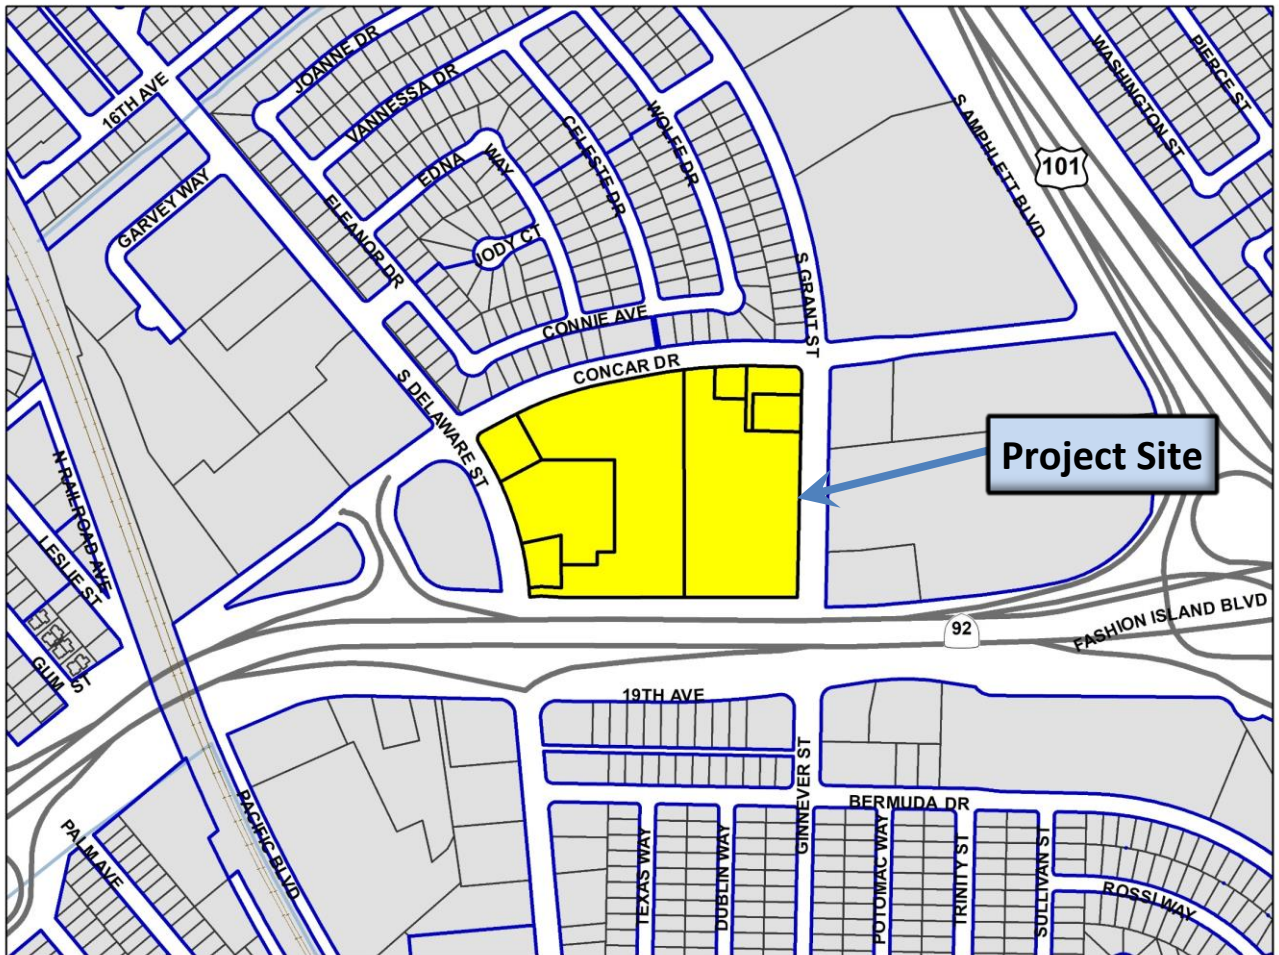 JOANNE DR
16TH AVE
VANNESSA DR
WASHINGTON ST
PIERCE ST
S AMPHLETT BLVD
101
CELESTE DR
WOLFE DR
EDNA WAY
GARVEY WAY
ELEANOR DR
JODY CT
S GRANT ST
CONNIE AVE
CONCAR DR
S DELAWARE ST
Project Site
N RAILROAD AVE
LESLIE ST
GUM ST
92
FASHION ISLAND BLVD
19TH AVE
GINNEVER ST
BERMUDA DR
PACIFIC BLVD
PALM AVE
TEXAS WAY
DUBLIN WAY
POTOMAC WAY
TRINITY ST
SULLIVAN ST
ROSSI WAY